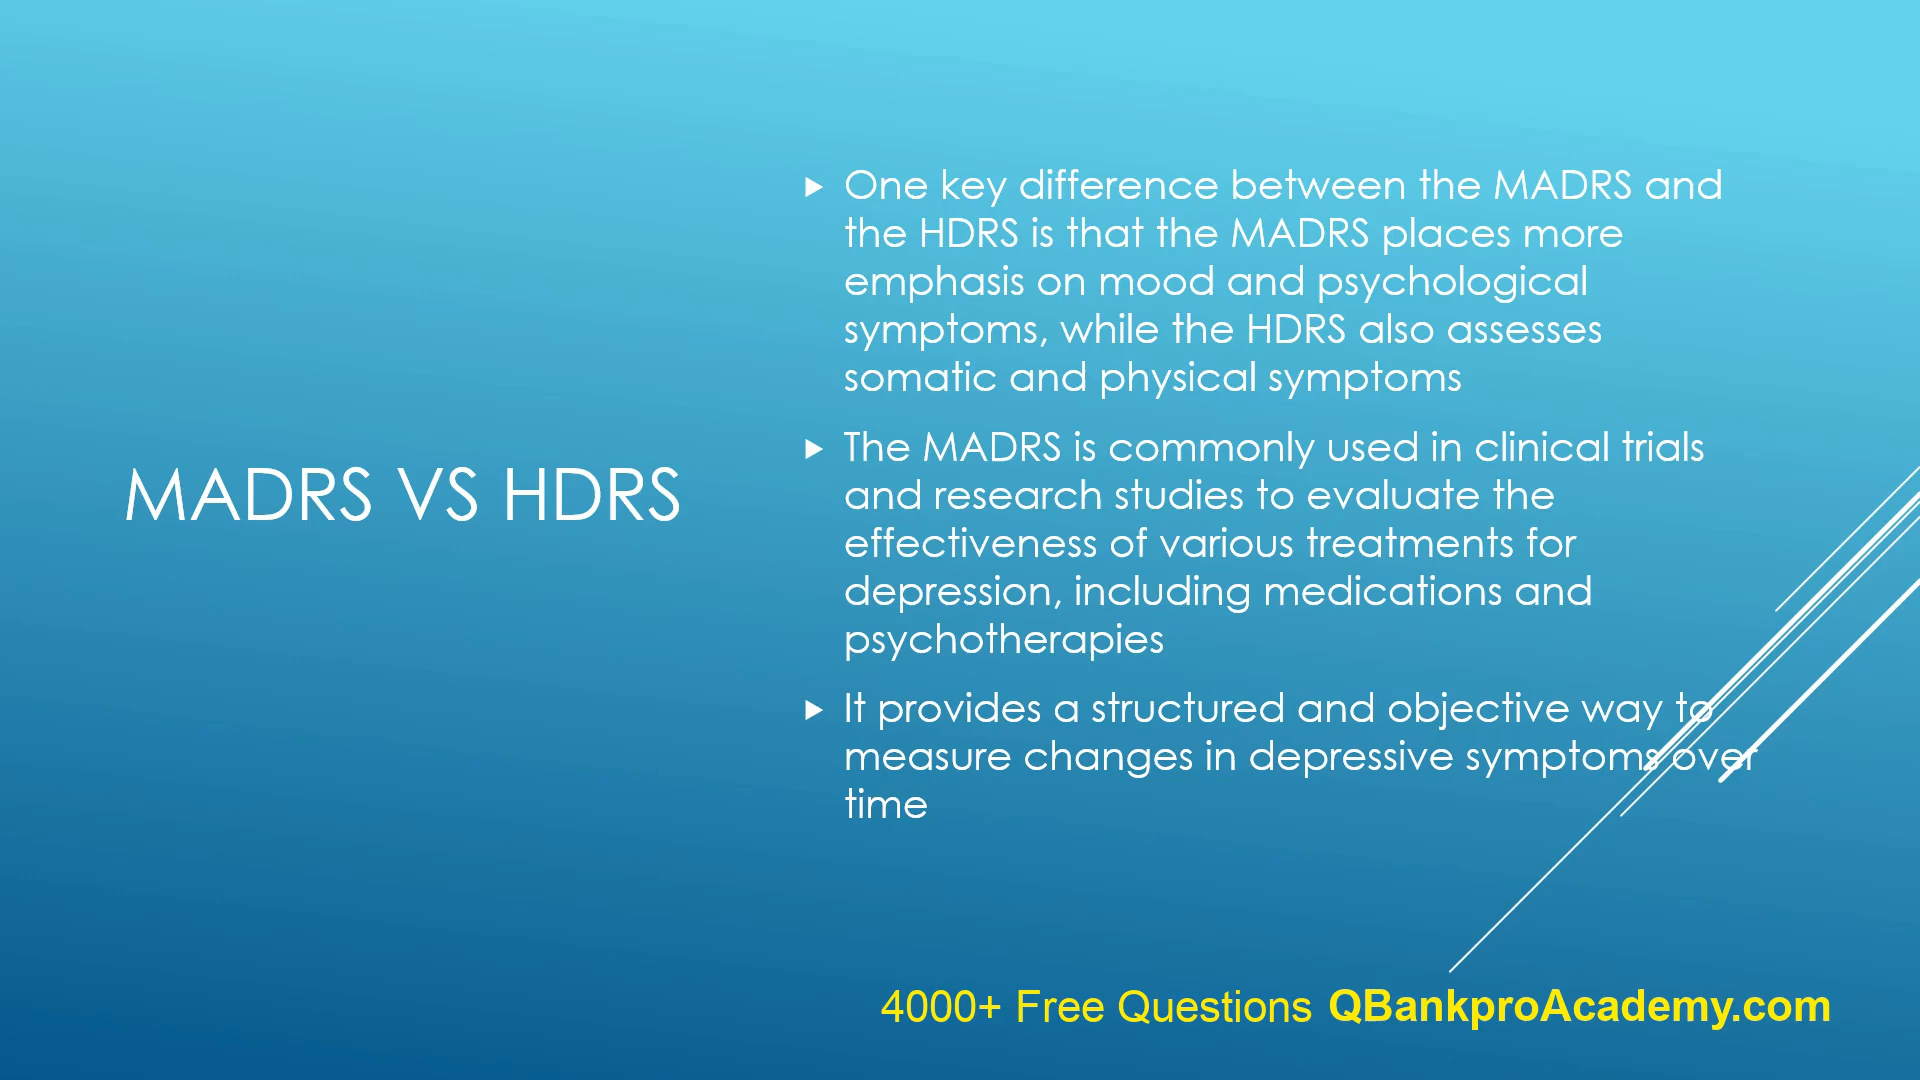 MADRS VS HDRS
One key difference between the MADRS and
the HDRS is that the MADRS places more
emphasis on mood and psychological
symptoms, while the HDRS also assesses
somatic and physical symptoms
The MADRS is commonly used in clinical trials
and research studies to evaluate the
effectiveness of various treatments for
depression, including medications and
psychotherapies
It provides a structured and objective way to
measure changes in depressive symptoms over
time
4000+ Free Questions QBankproAcademy.com